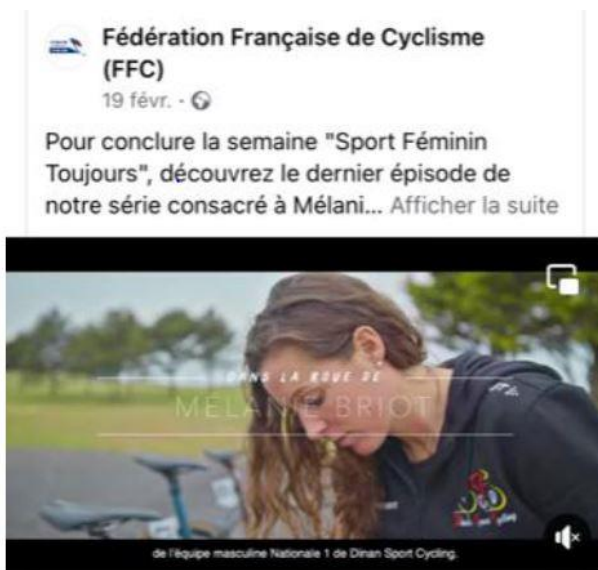 Fédération Française de Cyclisme
(FFC)
19 févr. ·
Pour conclure la semaine "Sport Féminin
Toujours", découvrez le dernier épisode de
notre série consacré à Mélani... Afficher la suite
DANS LA ROUE DE
MÉLANIE BRIOT
de l'équipe masculine Nationale 1 de Dinan Sport Cycling.